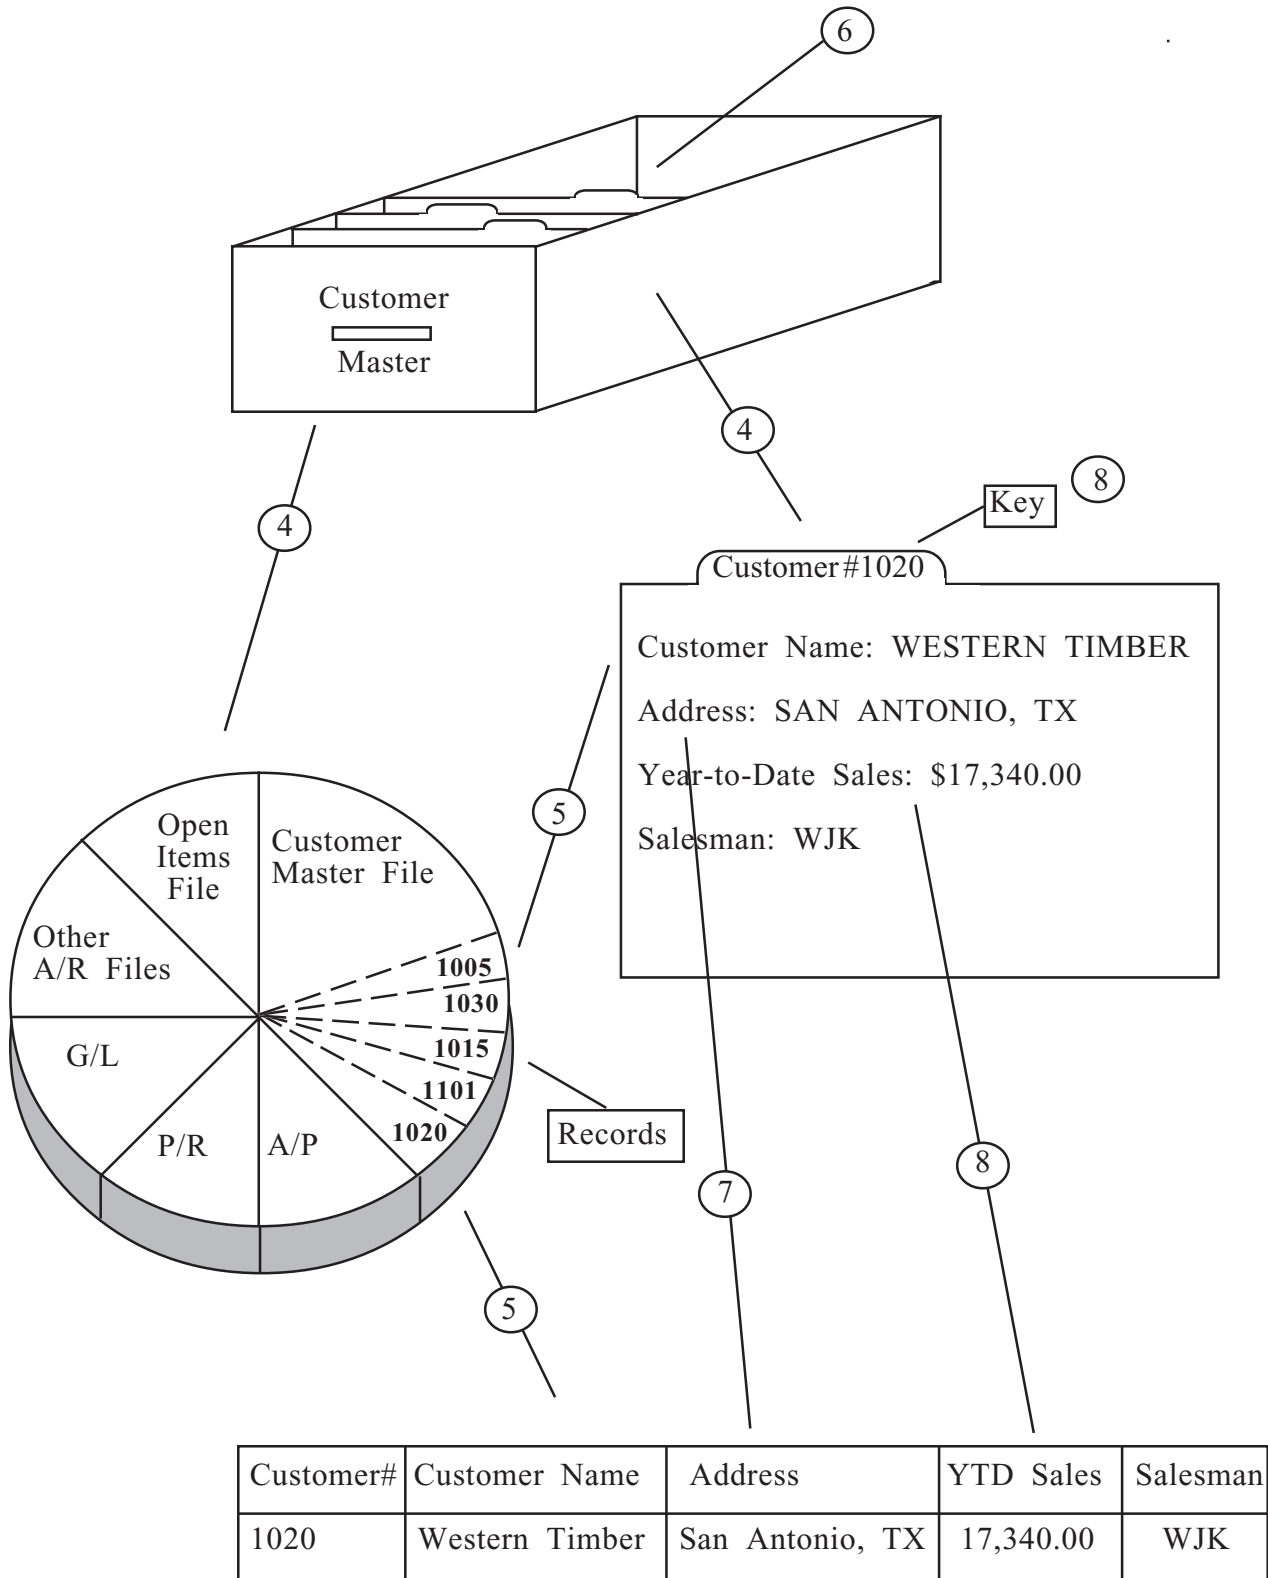 6
Customer
Master
4
4
Key
8
Customer #1020
Customer Name: WESTERN TIMBER
Address: SAN ANTONIO, TX
Year-to-Date Sales: $17,340.00
Salesman: WJK
5
Open
Items
File
Customer
Master File
Other
A/R Files
1005
1030
1015
1101
1020
G/L
P/R
A/P
Records
7
8
5
Customer# Customer Name Address YTD Sales Salesman
1020 Western Timber San Antonio, TX 17,340.00 WJK